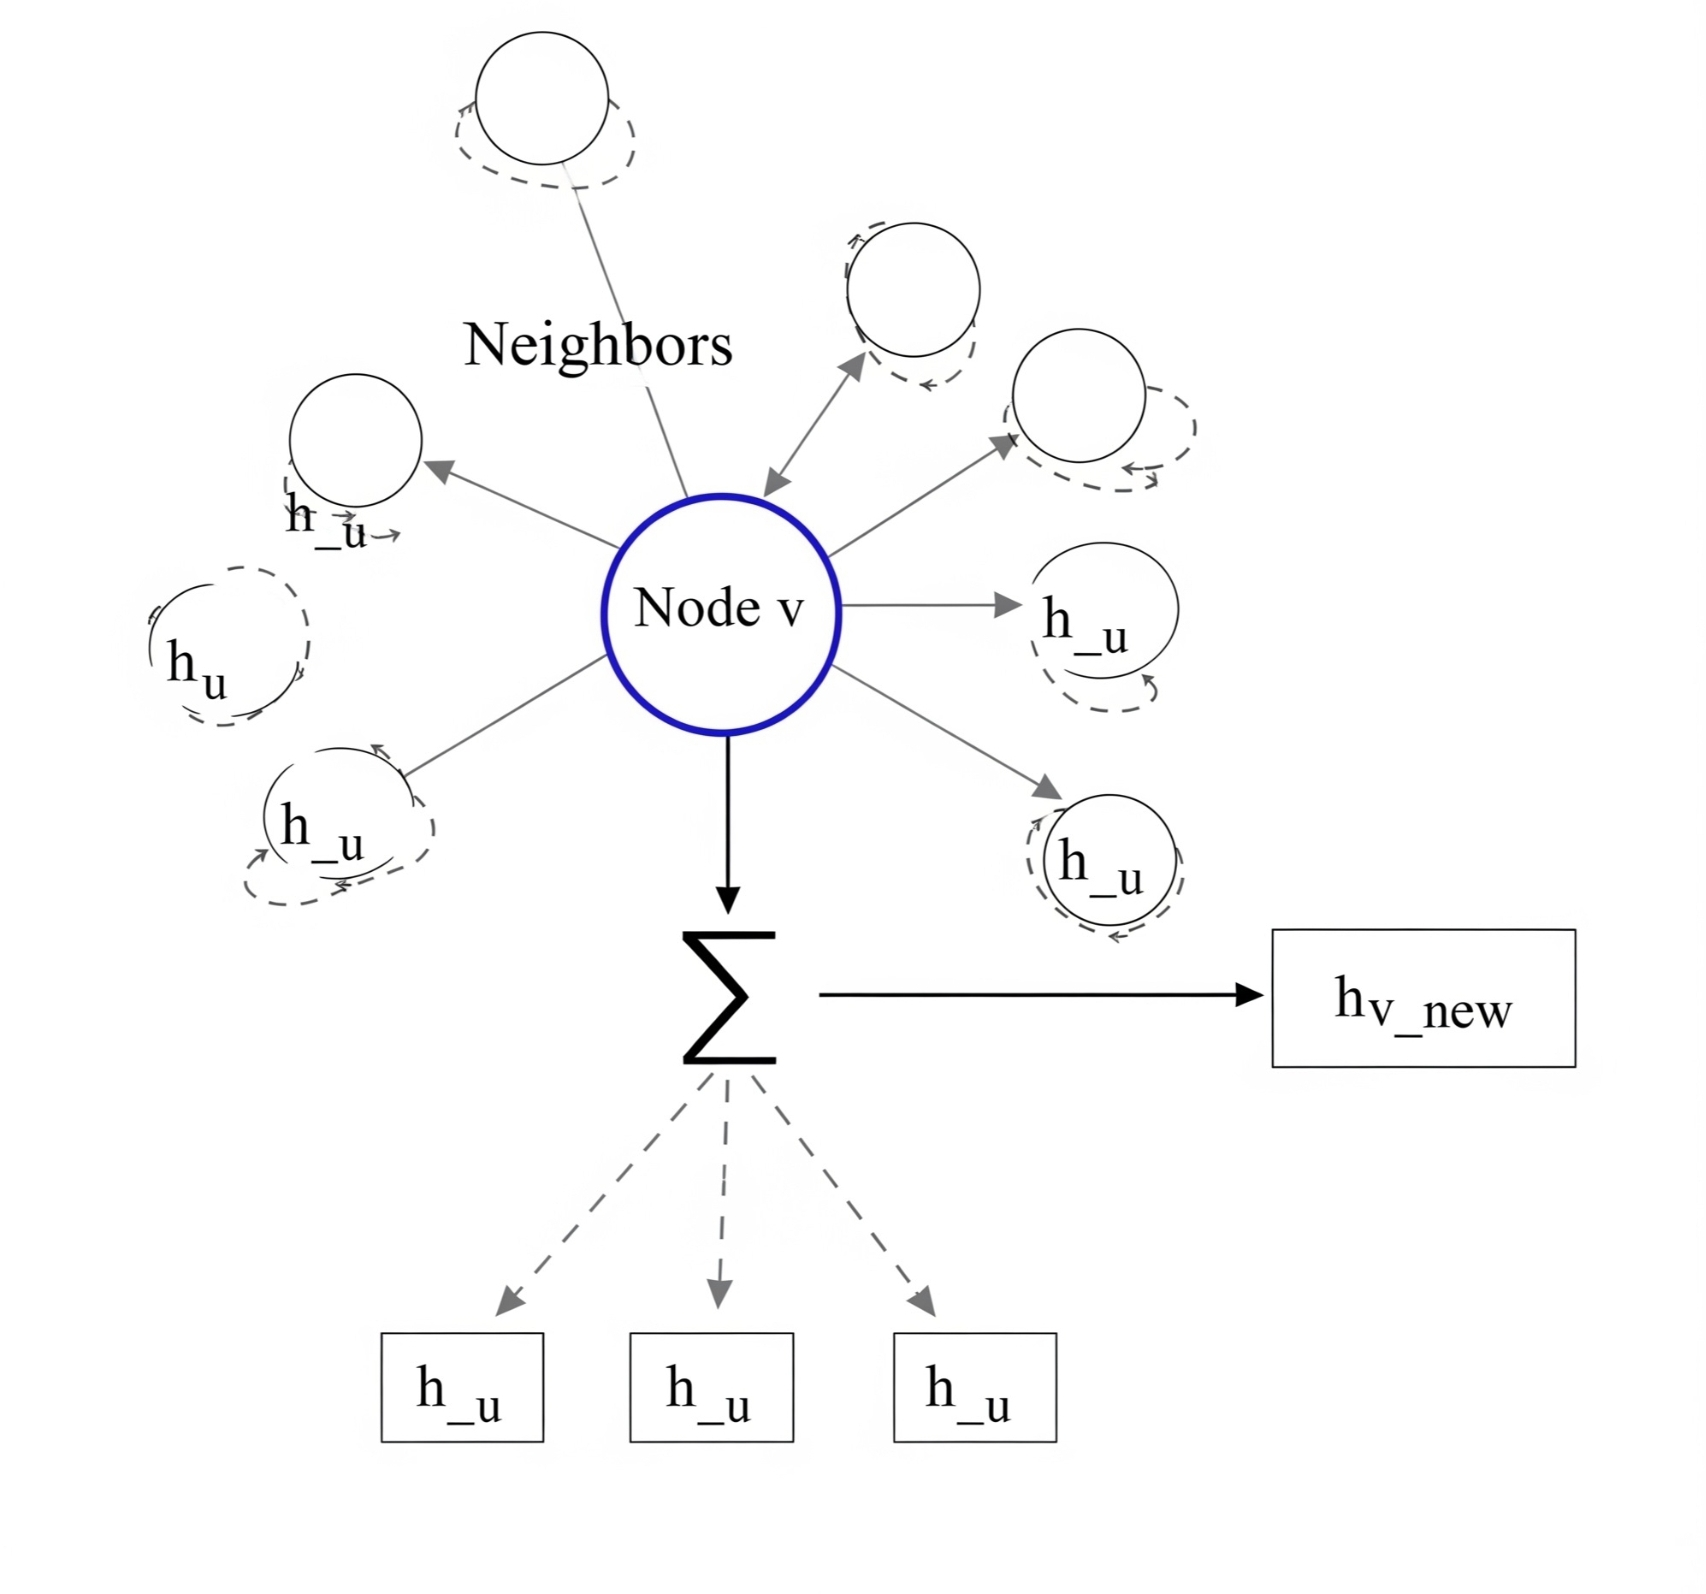 Neighbors
h_u
Node v
h_u
hu
h_u
h_u
∑
hv_new
h_u
h_u
h_u